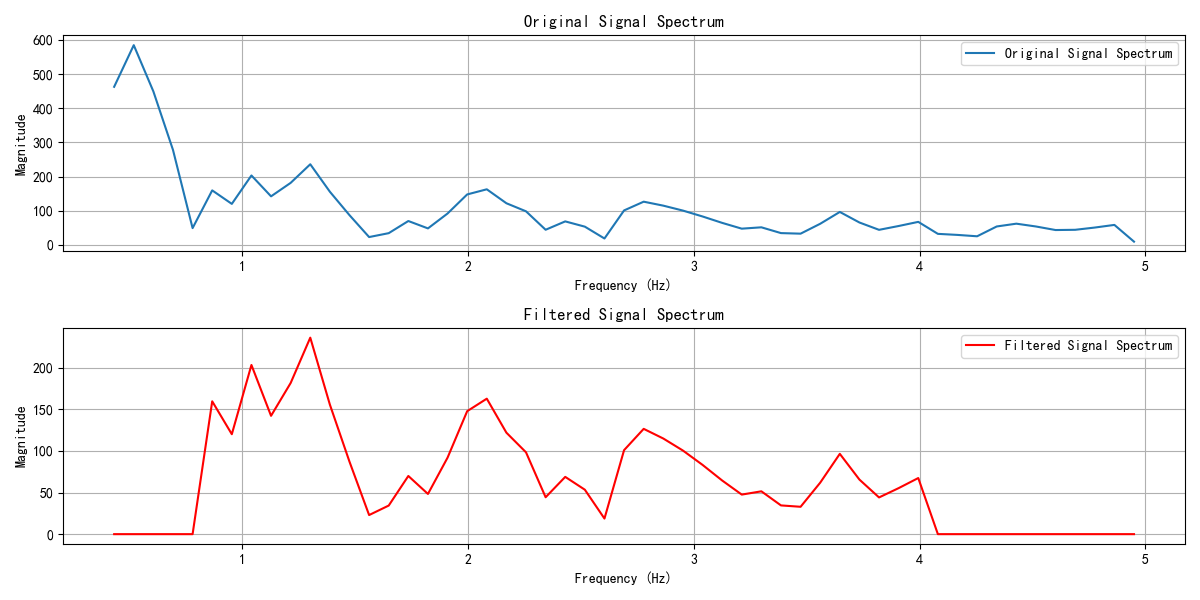 Original Signal Spectrum
Original Signal Spectrum
600
500
400
300
200
100
0
Magnitude
1 2 3 4 5
Frequency (Hz)
Filtered Signal Spectrum
Filtered Signal Spectrum
200
150
100
50
0
Magnitude
1 2 3 4 5
Frequency (Hz)